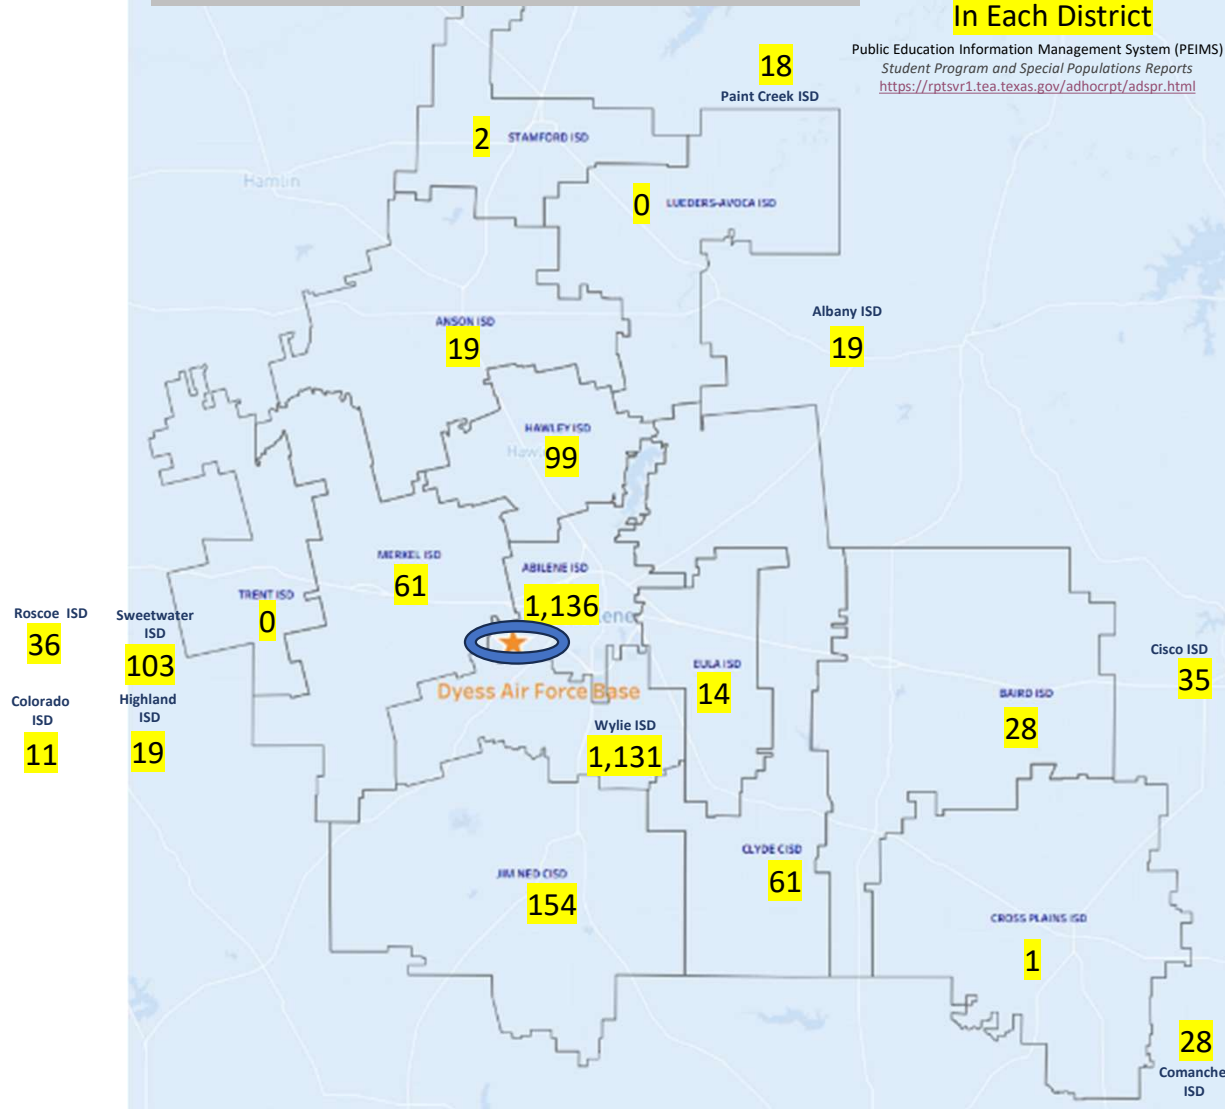 In Each District
Public Education Information Management System (PEIMS)
Student Program and Special Populations Reports
https://rptsvr1.tea.texas.gov/adhocrpt/adspr.html
18
Paint Creek ISD
2
STAMFORD ISD
Hamlin
0
LUEDERS-AVOCA ISD
ANSON ISD
19
Albany ISD
19
HAWLEY ISD
99
MERKEL ISD
61
ABILENE ISD
1,136
TRENT ISD
0
Roscoe ISD
36
Sweetwater
ISD
103
Dyess Air Force Base
EULA ISD
14
Cisco ISD
35
BAIRD ISD
28
Colorado
ISD
11
Highland
ISD
19
Wylie ISD
1,131
CLYDE CISD
61
JIM NED CISD
154
CROSS PLAINS ISD
1
28
Comanche
ISD